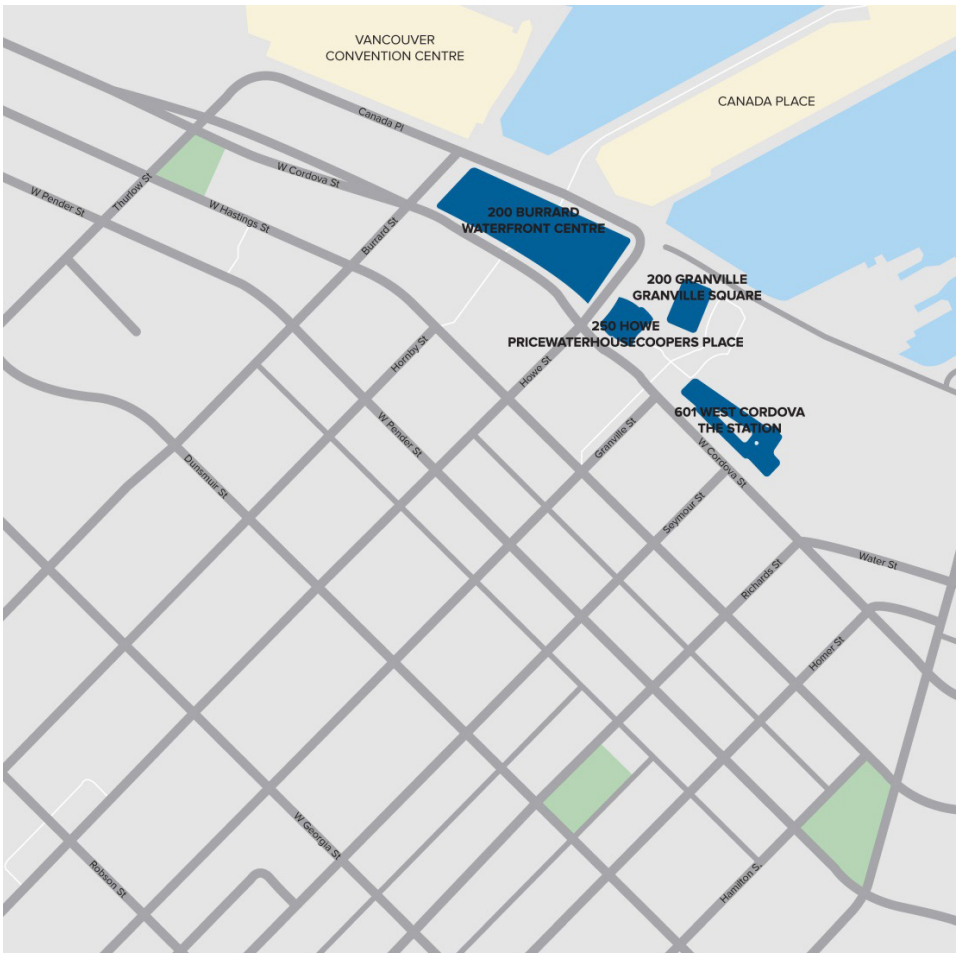 VANCOUVER
CONVENTION CENTRE
CANADA PLACE
Canada Pl
W Cordova St
Thurlow St
W Pender St
W Hastings St
Burrard St
200 BURRARD
WATERFRONT CENTRE
200 GRANVILLE
GRANVILLE SQUARE
250 HOWE
PRICEWATERHOUSECOOPERS PLACE
Hornby St
Howe St
601 WEST CORDOVA
THE STATION
W Pender St
Granville St
W Cordova St
Dunsmuir St
Seymour St
Water St
Richards St
Homer St
W Georgia St
Robson St
Hamilton S.